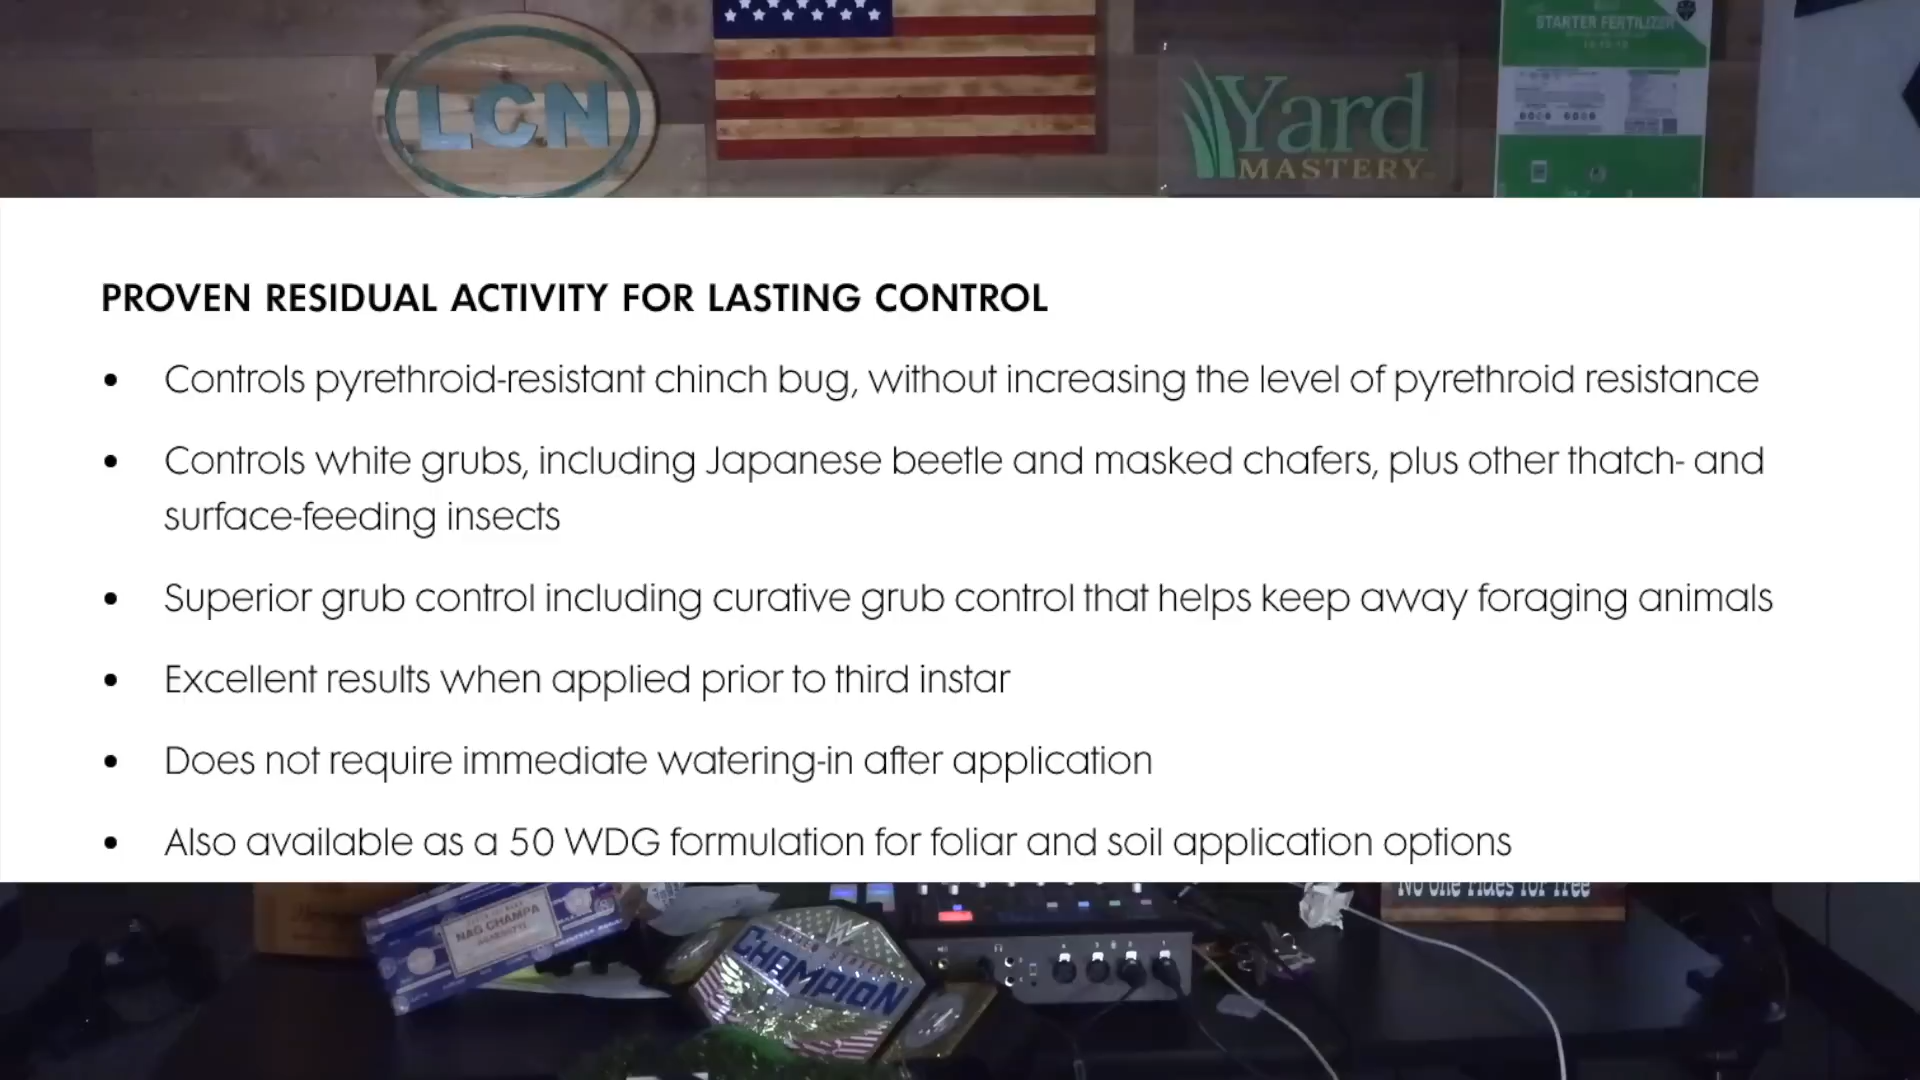 LCN
STARTER FERTILIZER
Yard
MASTERY
PROVEN RESIDUAL ACTIVITY FOR LASTING CONTROL
• Controls pyrethroid-resistant chinch bug, without increasing the level of pyrethroid resistance
• Controls white grubs, including Japanese beetle and masked chafers, plus other thatch- and
surface-feeding insects
• Superior grub control including curative grub control that helps keep away foraging animals
• Excellent results when applied prior to third instar
• Does not require immediate watering-in after application
• Also available as a 50 WDG formulation for foliar and soil application options
No one rides for free
NAG CHAMPA
CHAMPION